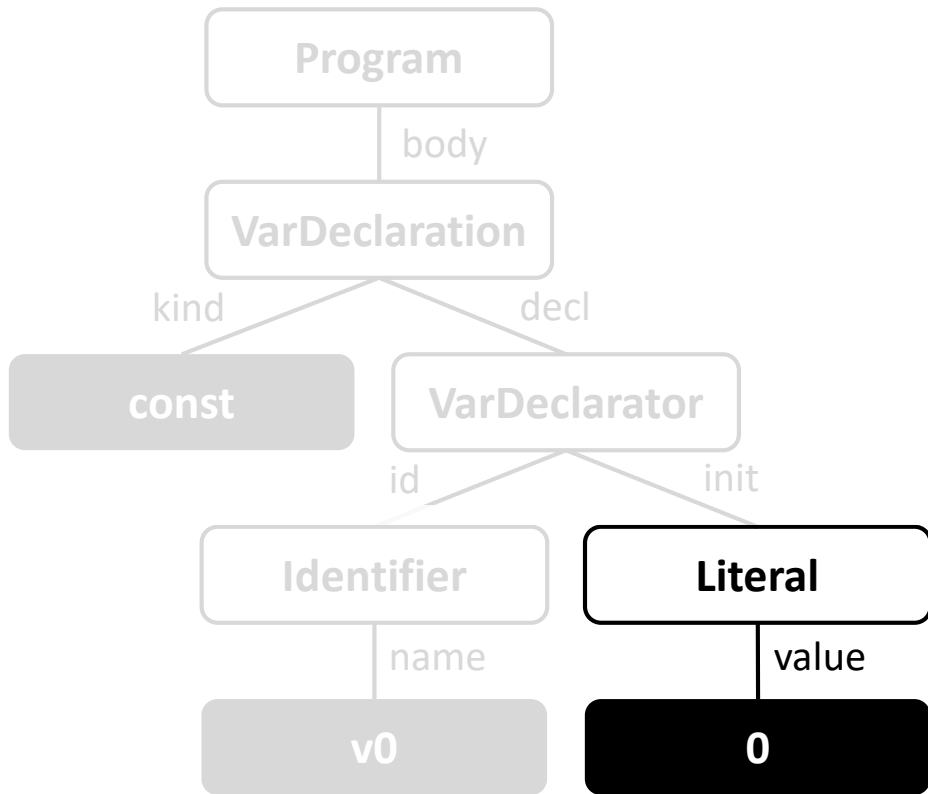 Program
body
VarDeclaration
kind decl
const VarDeclarator
id init
Identifier Literal
name value
v0 0